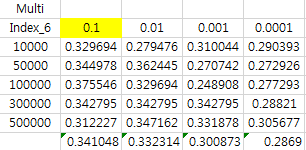 Multi
Index_6 0.1 0.01 0.001 0.0001
10000 0.329694 0.279476 0.310044 0.290393
50000 0.344978 0.362445 0.270742 0.272926
100000 0.375546 0.329694 0.248908 0.277293
300000 0.342795 0.342795 0.342795 0.28821
500000 0.312227 0.347162 0.331878 0.305677
0.341048 0.332314 0.300873 0.2869